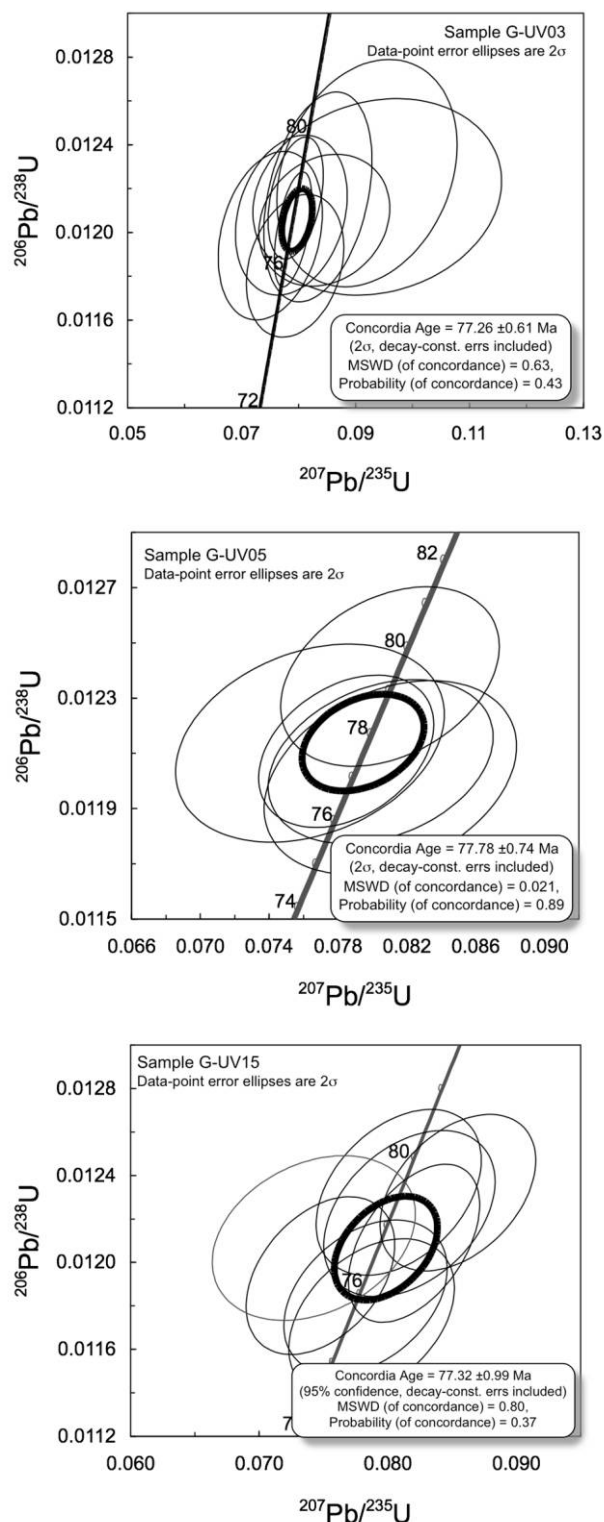 Sample G-UV03
Data-point error ellipses are 2σ
0.0128
0.0124
0.0120
0.0116
0.0112
80
76
72
Concordia Age = 77.26 ±0.61 Ma
(2σ, decay-const. errs included)
MSWD (of concordance) = 0.63,
Probability (of concordance) = 0.43
0.05 0.07 0.09 0.11 0.13
206Pb/238U
207Pb/235U
Sample G-UV05
Data-point error ellipses are 2σ
0.0127
0.0123
0.0119
0.0115
82
80
78
76
74
Concordia Age = 77.78 ±0.74 Ma
(2σ, decay-const. errs included)
MSWD (of concordance) = 0.021,
Probability (of concordance) = 0.89
0.066 0.070 0.074 0.078 0.082 0.086 0.090
206Pb/238U
207Pb/235U
Sample G-UV15
Data-point error ellipses are 2σ
0.0128
0.0124
0.0120
0.0116
0.0112
80
76
Concordia Age = 77.32 ±0.99 Ma
(95% confidence, decay-const. errs included)
MSWD (of concordance) = 0.80,
Probability (of concordance) = 0.37
0.060 0.070 0.080 0.090
206Pb/238U
207Pb/235U